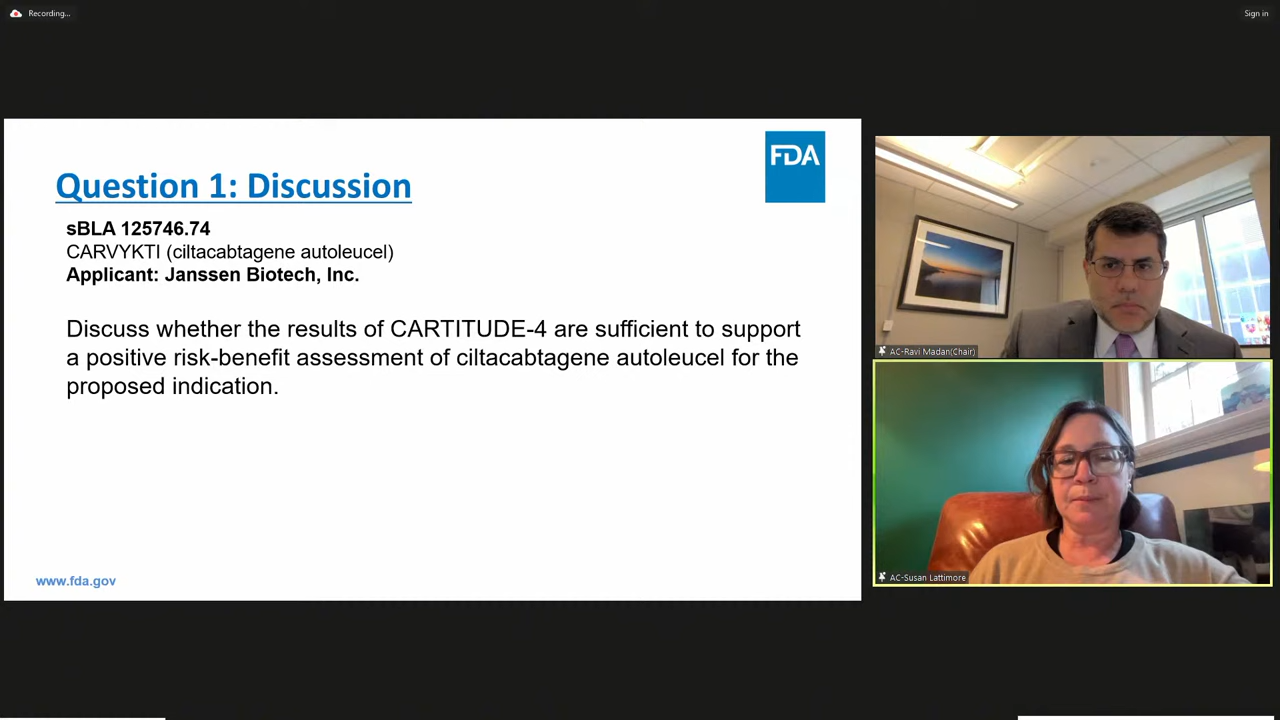 Recording...
Sign in
FDA
Question 1: Discussion
sBLA 125746.74
CARVYKTI (ciltacabtagene autoleucel)
Applicant: Janssen Biotech, Inc.
Discuss whether the results of CARTITUDE-4 are sufficient to support
a positive risk-benefit assessment of ciltacabtagene autoleucel for the
proposed indication.
www.fda.gov
AC-Ravi Madan(Chair)
AC-Susan Lattimore